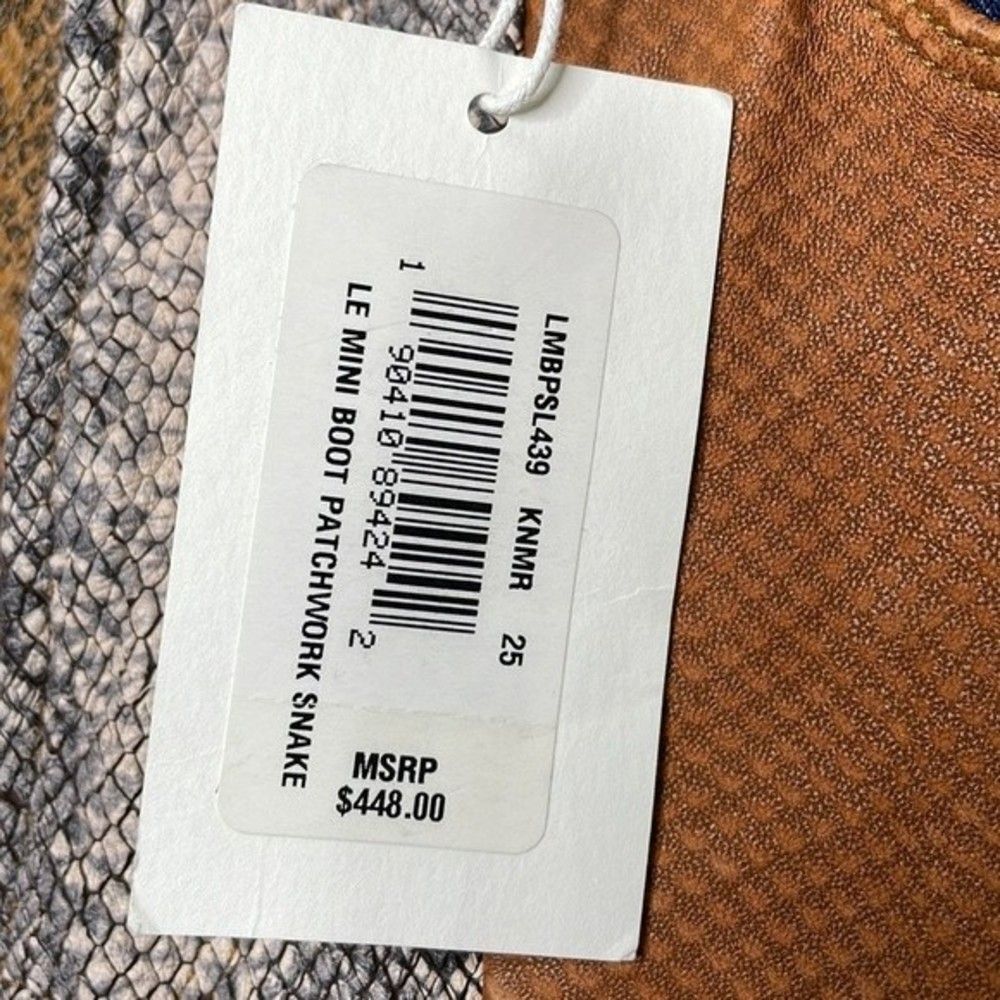 LMBPSL439 KNMR 25
1 90410 89424 2
LE MINI BOOT PATCHWORK SNAKE
MSRP
$448.00